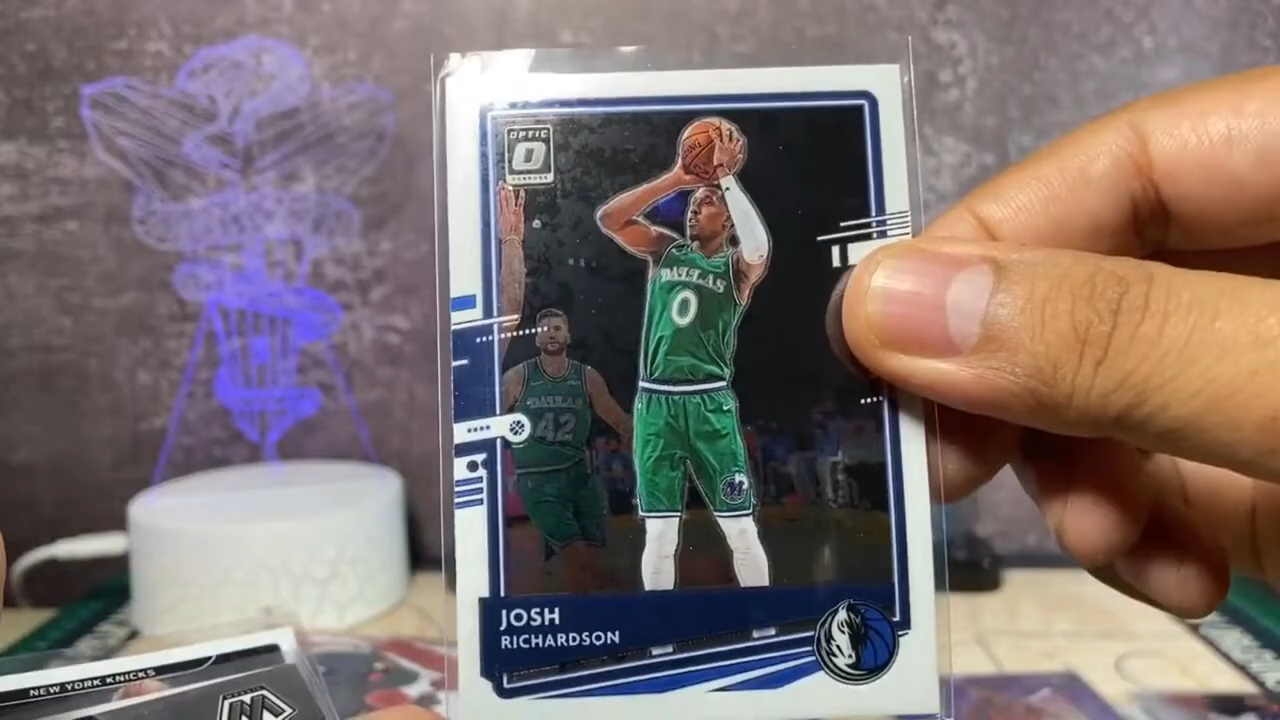 OPTIC
DONRUSS
DALLAS
0
DALLAS
42
M
JOSH
RICHARDSON
NEW YORK KNICKS